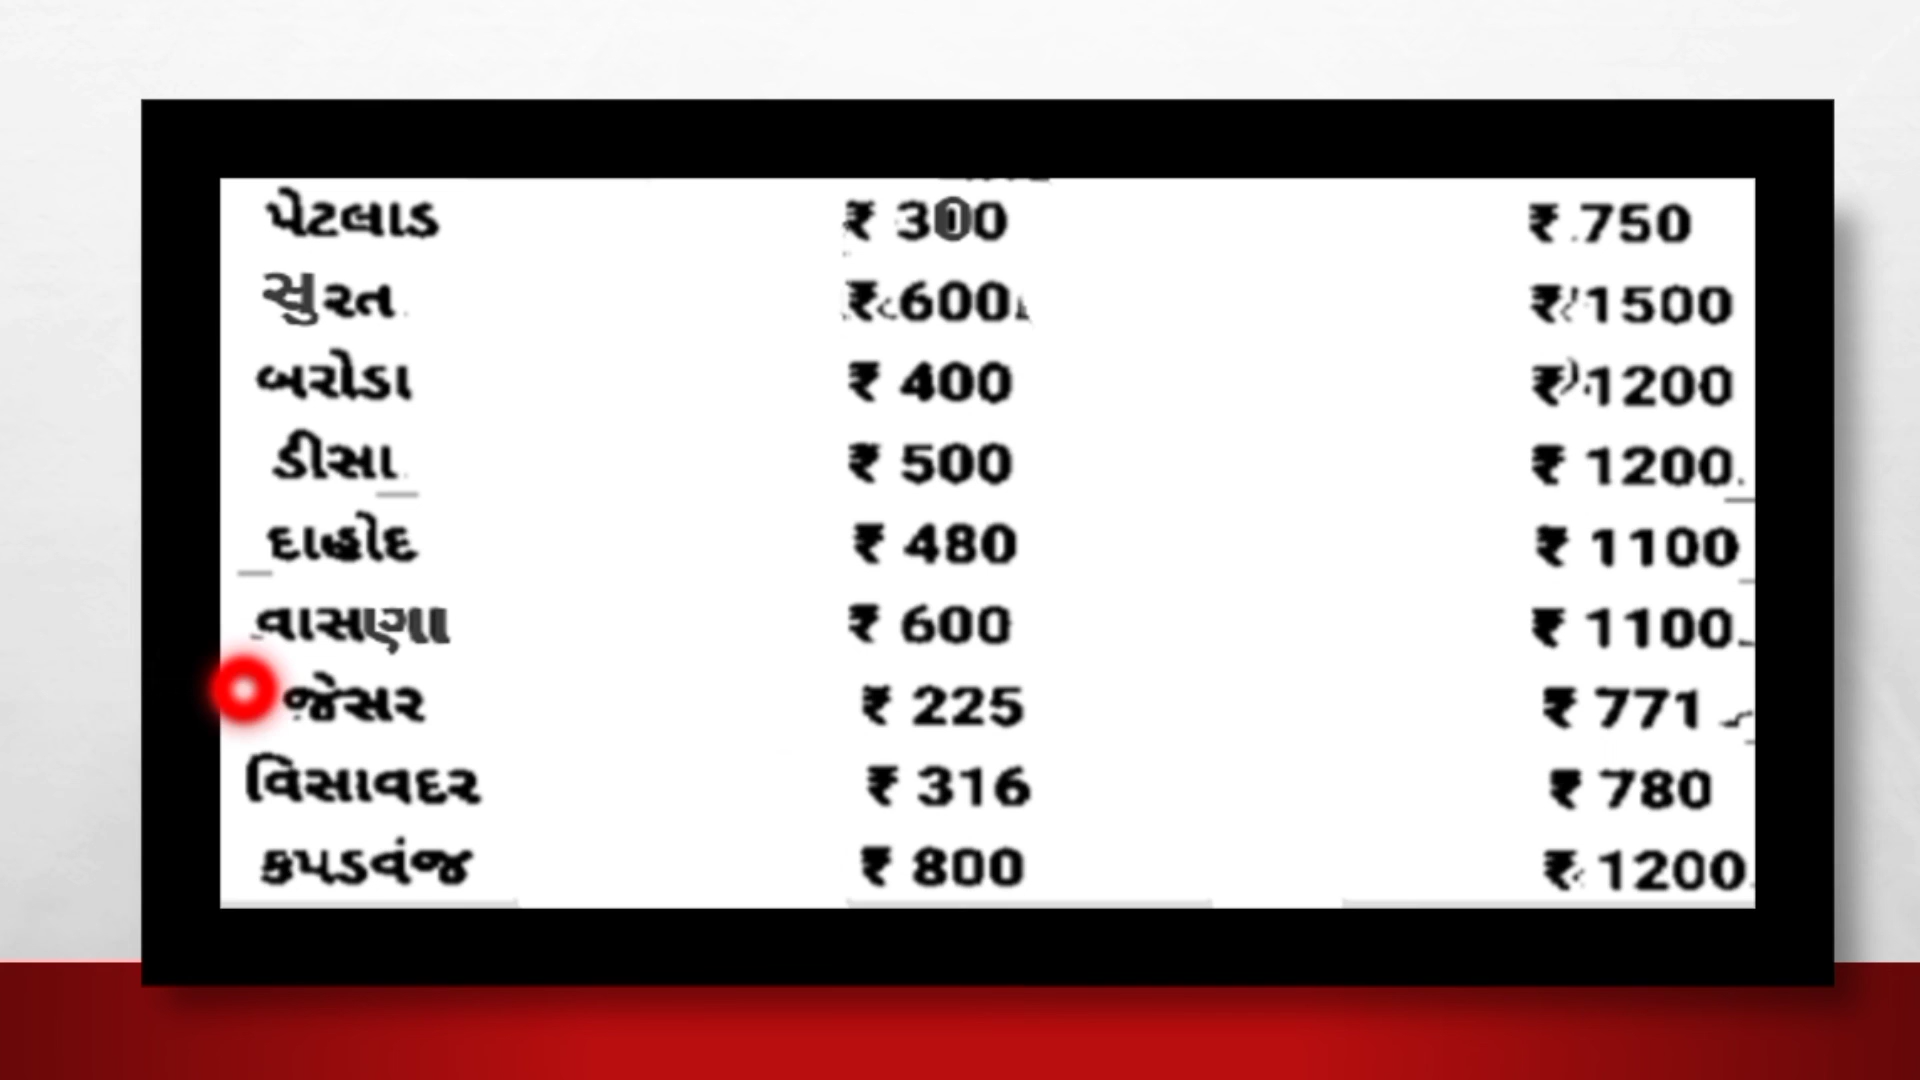 પેટલાડ ₹ 300 ₹ 750
સુરત ₹ 600 ₹ 1500
બરોડા ₹ 400 ₹ 1200
ડીસા ₹ 500 ₹ 1200
દાહોદ ₹ 480 ₹ 1100
વાસણા ₹ 600 ₹ 1100
જેસર ₹ 225 ₹ 771
વિસાવદર ₹ 316 ₹ 780
કપડવંજ ₹ 800 ₹ 1200